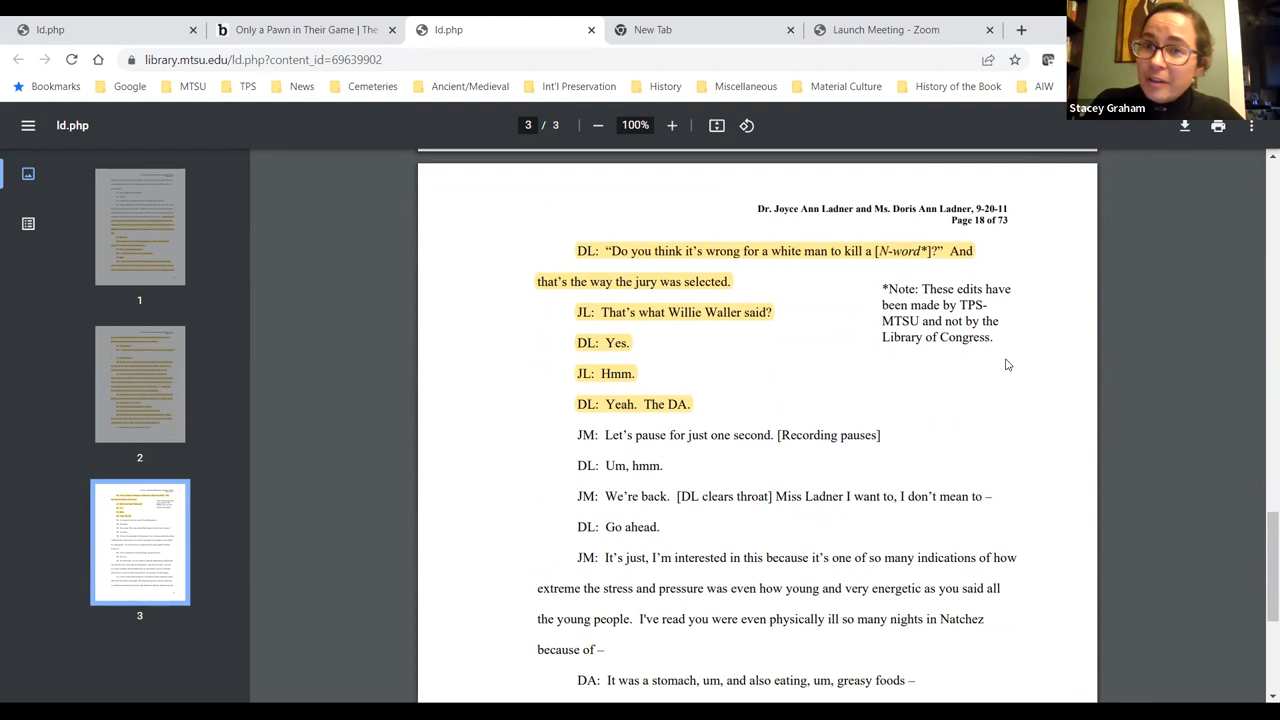 ld.php
Only a Pawn in Their Game | The
ld.php
New Tab
Launch Meeting - Zoom
library.mtsu.edu/ld.php?content_id=69639902
Bookmarks Google MTSU TPS News Cemeteries Ancient/Medieval Int'l Preservation History Miscellaneous Material Culture History of the Book AIW
Stacey Graham
ld.php
3 / 3 100%
1
2
3
Dr. Joyce Ann Ladner and Ms. Doris Ann Ladner, 9-20-11
Page 18 of 73
DL: “Do you think it’s wrong for a white man to kill a [N-word*]?” And
that’s the way the jury was selected.
*Note: These edits have
been made by TPS-
MTSU and not by the
Library of Congress.
JL: That’s what Willie Waller said?
DL: Yes.
JL: Hmm.
DL: Yeah. The DA.
JM: Let’s pause for just one second. [Recording pauses]
DL: Um, hmm.
JM: We’re back. [DL clears throat] Miss Ladner I want to, I don’t mean to –
DL: Go ahead.
JM: It’s just, I’m interested in this because it’s one of so many indications of how
extreme the stress and pressure was even how young and very energetic as you said all
the young people. I've read you were even physically ill so many nights in Natchez
because of –
DA: It was a stomach, um, and also eating, um, greasy foods –